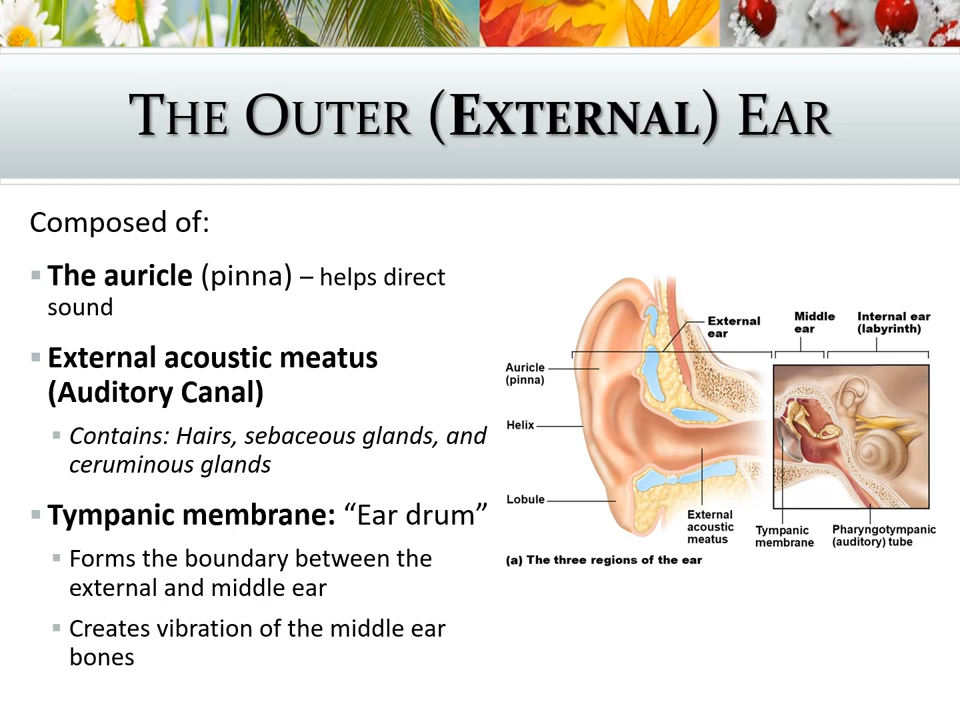 THE OUTER (EXTERNAL) EAR
Composed of:
▪ The auricle (pinna) – helps direct
sound
▪ External acoustic meatus
(Auditory Canal)
▪ Contains: Hairs, sebaceous glands, and
ceruminous glands
▪ Tympanic membrane: “Ear drum”
▪ Forms the boundary between the
external and middle ear
▪ Creates vibration of the middle ear
bones
External
ear
Middle
ear
Internal ear
(labyrinth)
Auricle
(pinna)
Helix
Lobule
External
acoustic
meatus
Tympanic
membrane
Pharyngotympanic
(auditory) tube
(a) The three regions of the ear